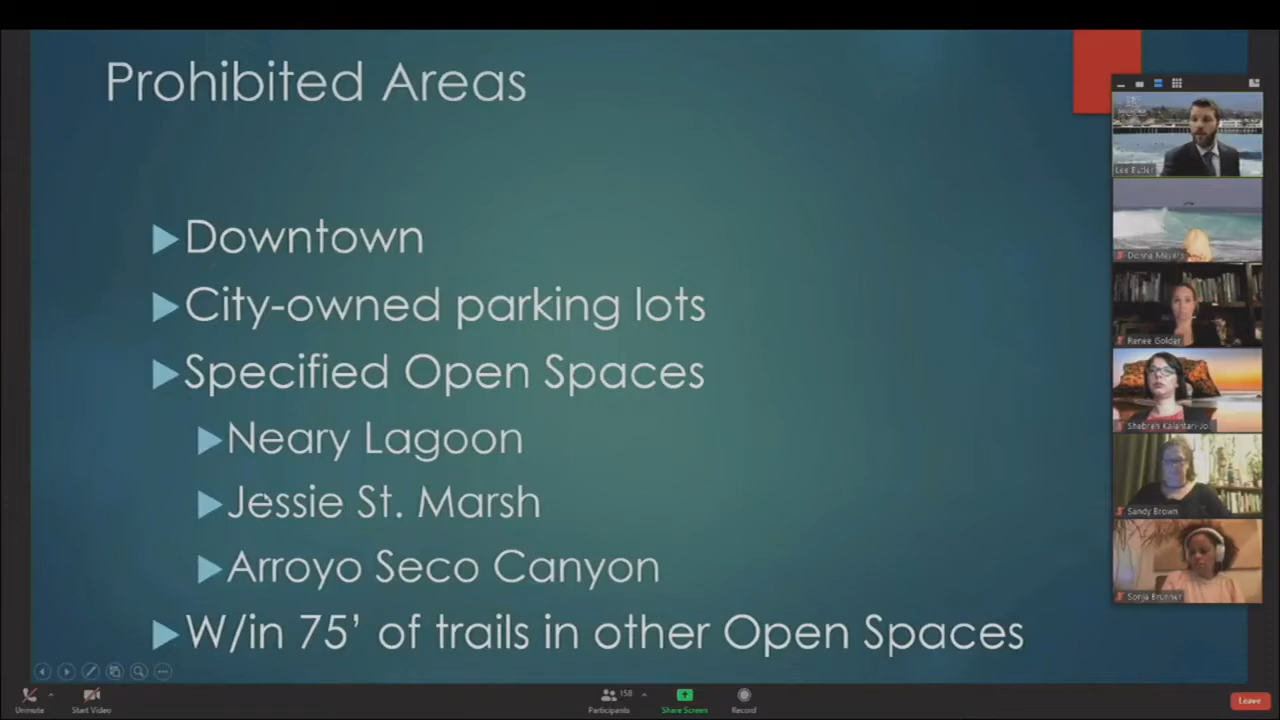 Prohibited Areas
Downtown
City-owned parking lots
Specified Open Spaces
Neary Lagoon
Jessie St. Marsh
Arroyo Seco Canyon
W/in 75’ of trails in other Open Spaces
Lee Butler
Donna Meyers
Renee Golder
Shebreh Kalantari-Jo...
Sandy Brown
Sonja Brunner
Unmute
Start Video
158
Participants
Share Screen
Record
Leave